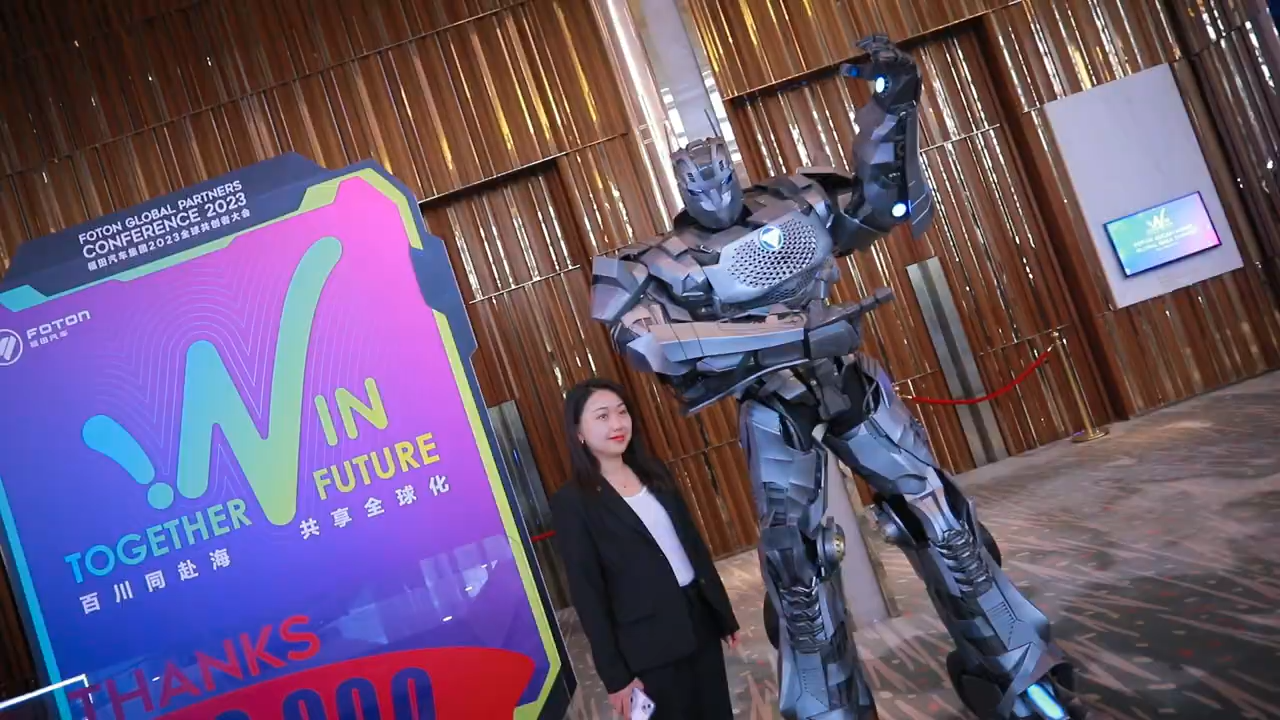 FOTON GLOBAL PARTNERS
CONFERENCE 2023
福田汽车集团2023全球共创者大会
FOTON
福田汽车
WIN
TOGETHER
IN
FUTURE
百川同赴海
共享全球化
THANKS